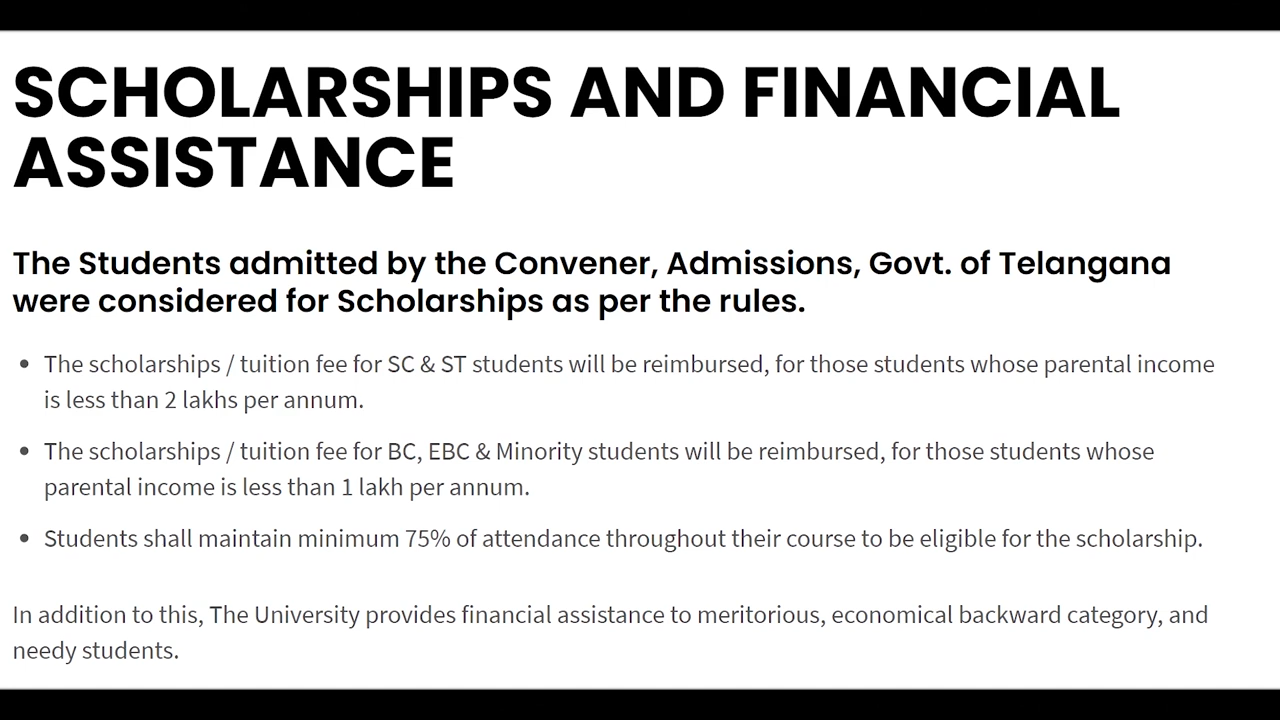 SCHOLARSHIPS AND FINANCIAL
ASSISTANCE
The Students admitted by the Convener, Admissions, Govt. of Telangana
were considered for Scholarships as per the rules.
• The scholarships / tuition fee for SC & ST students will be reimbursed, for those students whose parental income
is less than 2 lakhs per annum.
• The scholarships / tuition fee for BC, EBC & Minority students will be reimbursed, for those students whose
parental income is less than 1 lakh per annum.
• Students shall maintain minimum 75% of attendance throughout their course to be eligible for the scholarship.
In addition to this, The University provides financial assistance to meritorious, economical backward category, and
needy students.